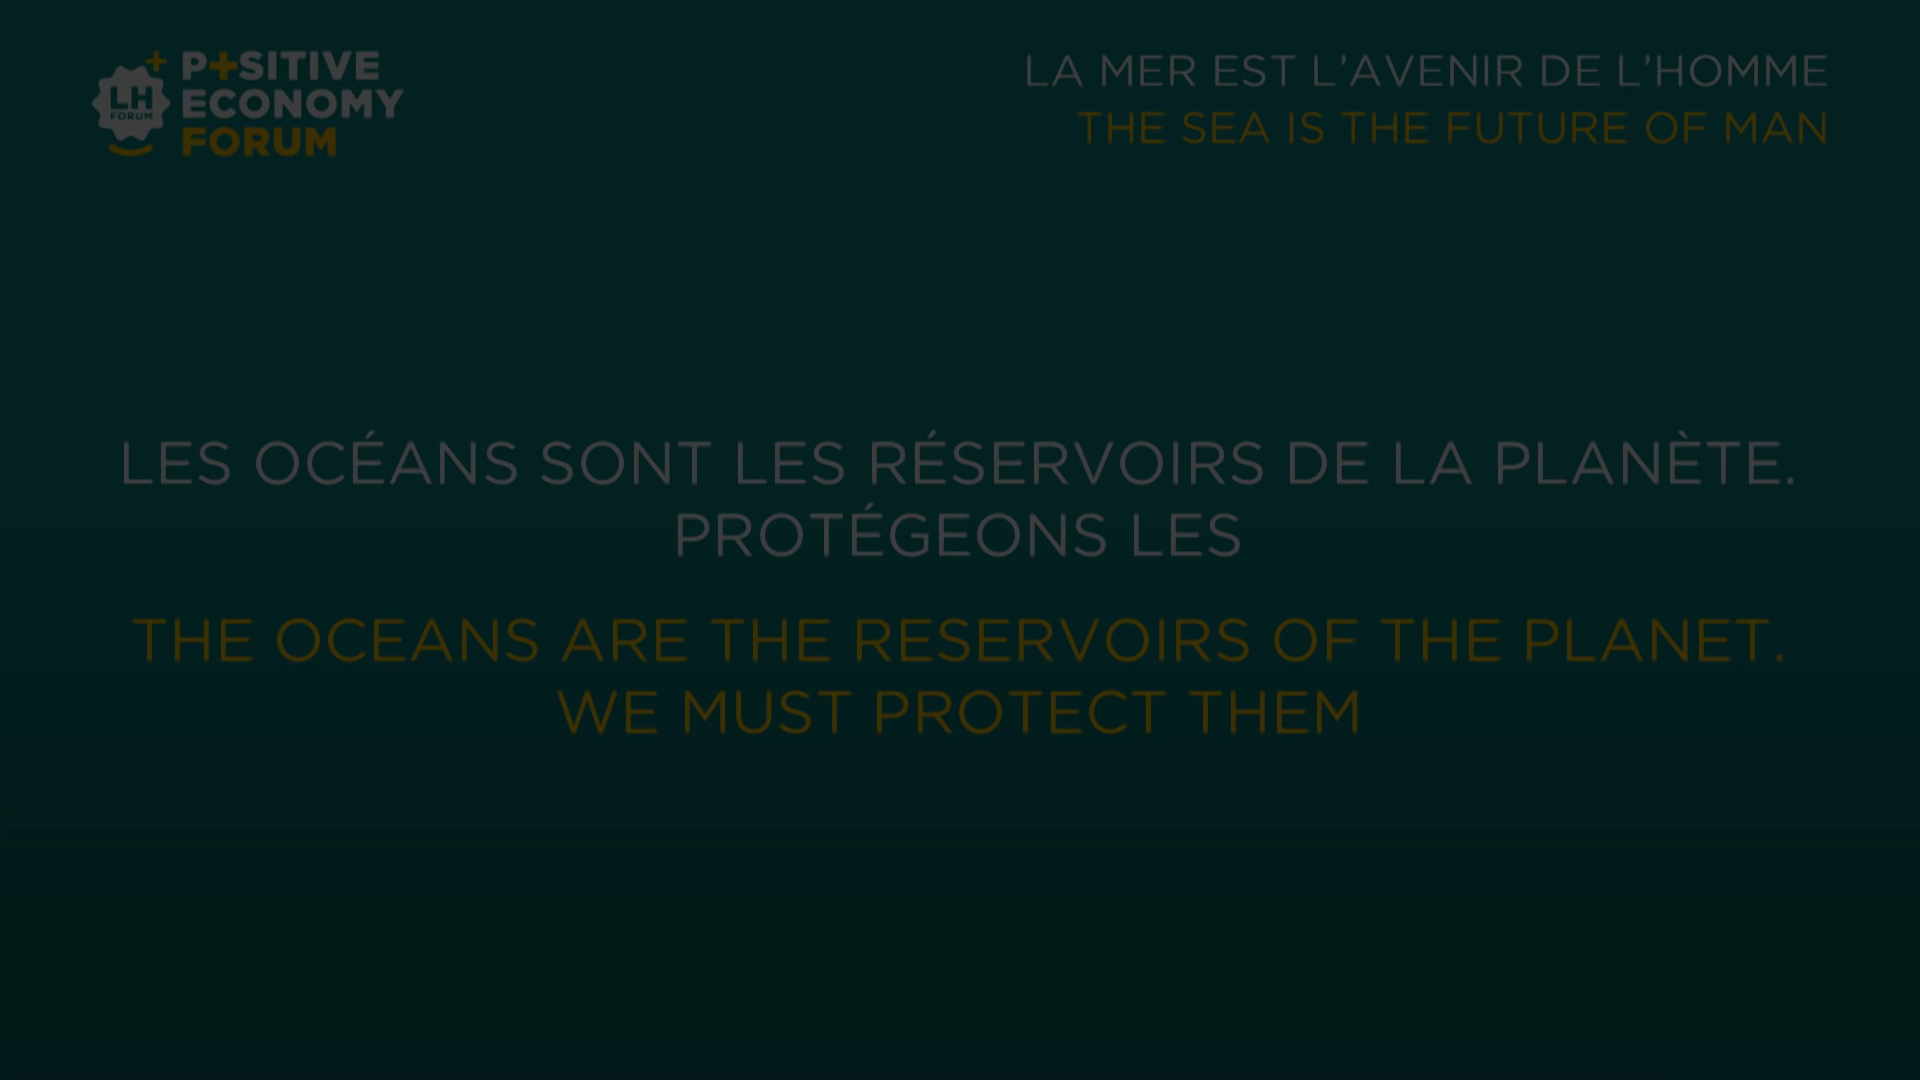 P+SITIVE
ECONOMY
FORUM
LH
FORUM
LA MER EST L'AVENIR DE L'HOMME
THE SEA IS THE FUTURE OF MAN
LES OCÉANS SONT LES RÉSERVOIRS DE LA PLANÈTE.
PROTÉGEONS LES
THE OCEANS ARE THE RESERVOIRS OF THE PLANET.
WE MUST PROTECT THEM